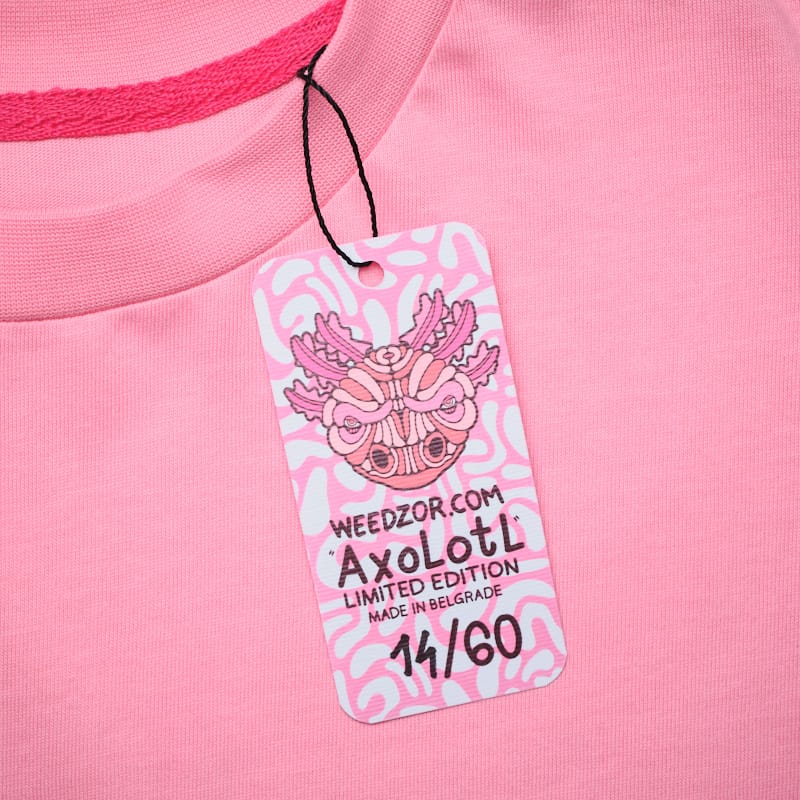 WEEDZOR.COM
"AxoLotL"
LIMITED EDITION
MADE IN BELGRADE
14/60